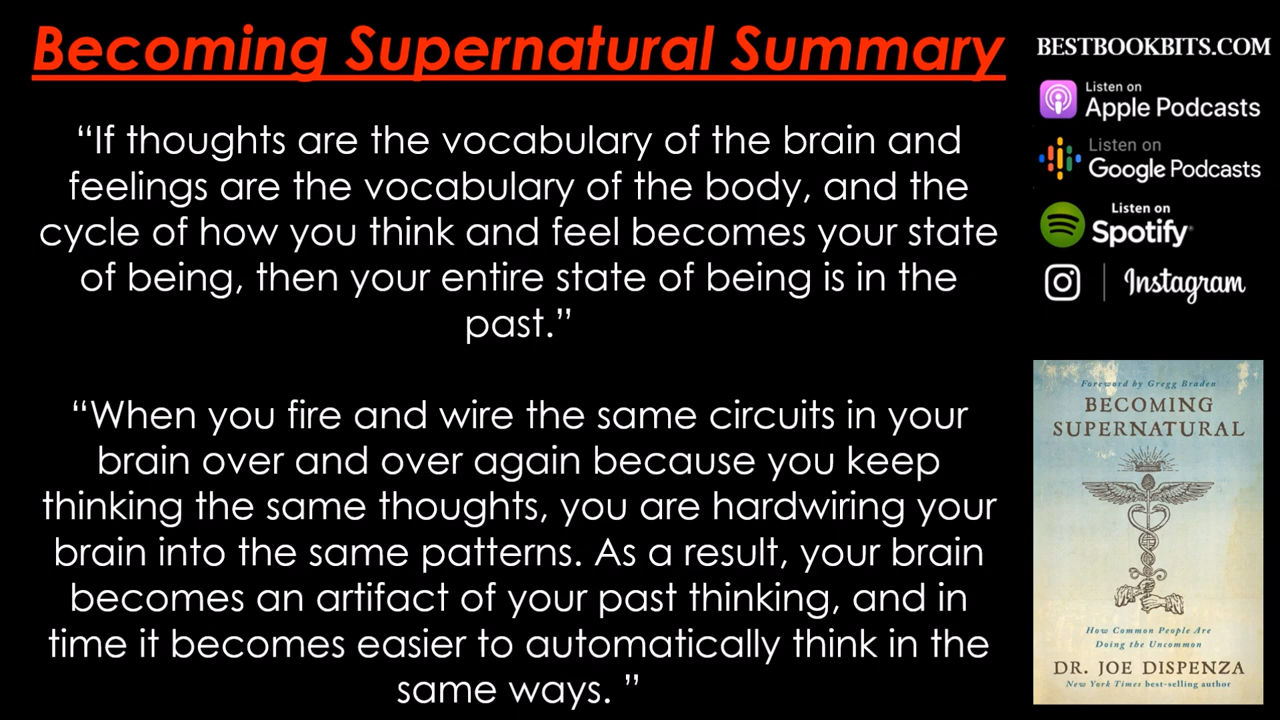 Becoming Supernatural Summary
“If thoughts are the vocabulary of the brain and
feelings are the vocabulary of the body, and the
cycle of how you think and feel becomes your state
of being, then your entire state of being is in the
past.”
“When you fire and wire the same circuits in your
brain over and over again because you keep
thinking the same thoughts, you are hardwiring your
brain into the same patterns. As a result, your brain
becomes an artifact of your past thinking, and in
time it becomes easier to automatically think in the
same ways. ”
BESTBOOKBITS.COM
Listen on
Apple Podcasts
Listen on
Google Podcasts
Listen on
Spotify
Instagram
Foreword by Gregg Braden
BECOMING
SUPERNATURAL
How Common People Are
Doing the Uncommon
DR. JOE DISPENZA
New York Times best-selling author